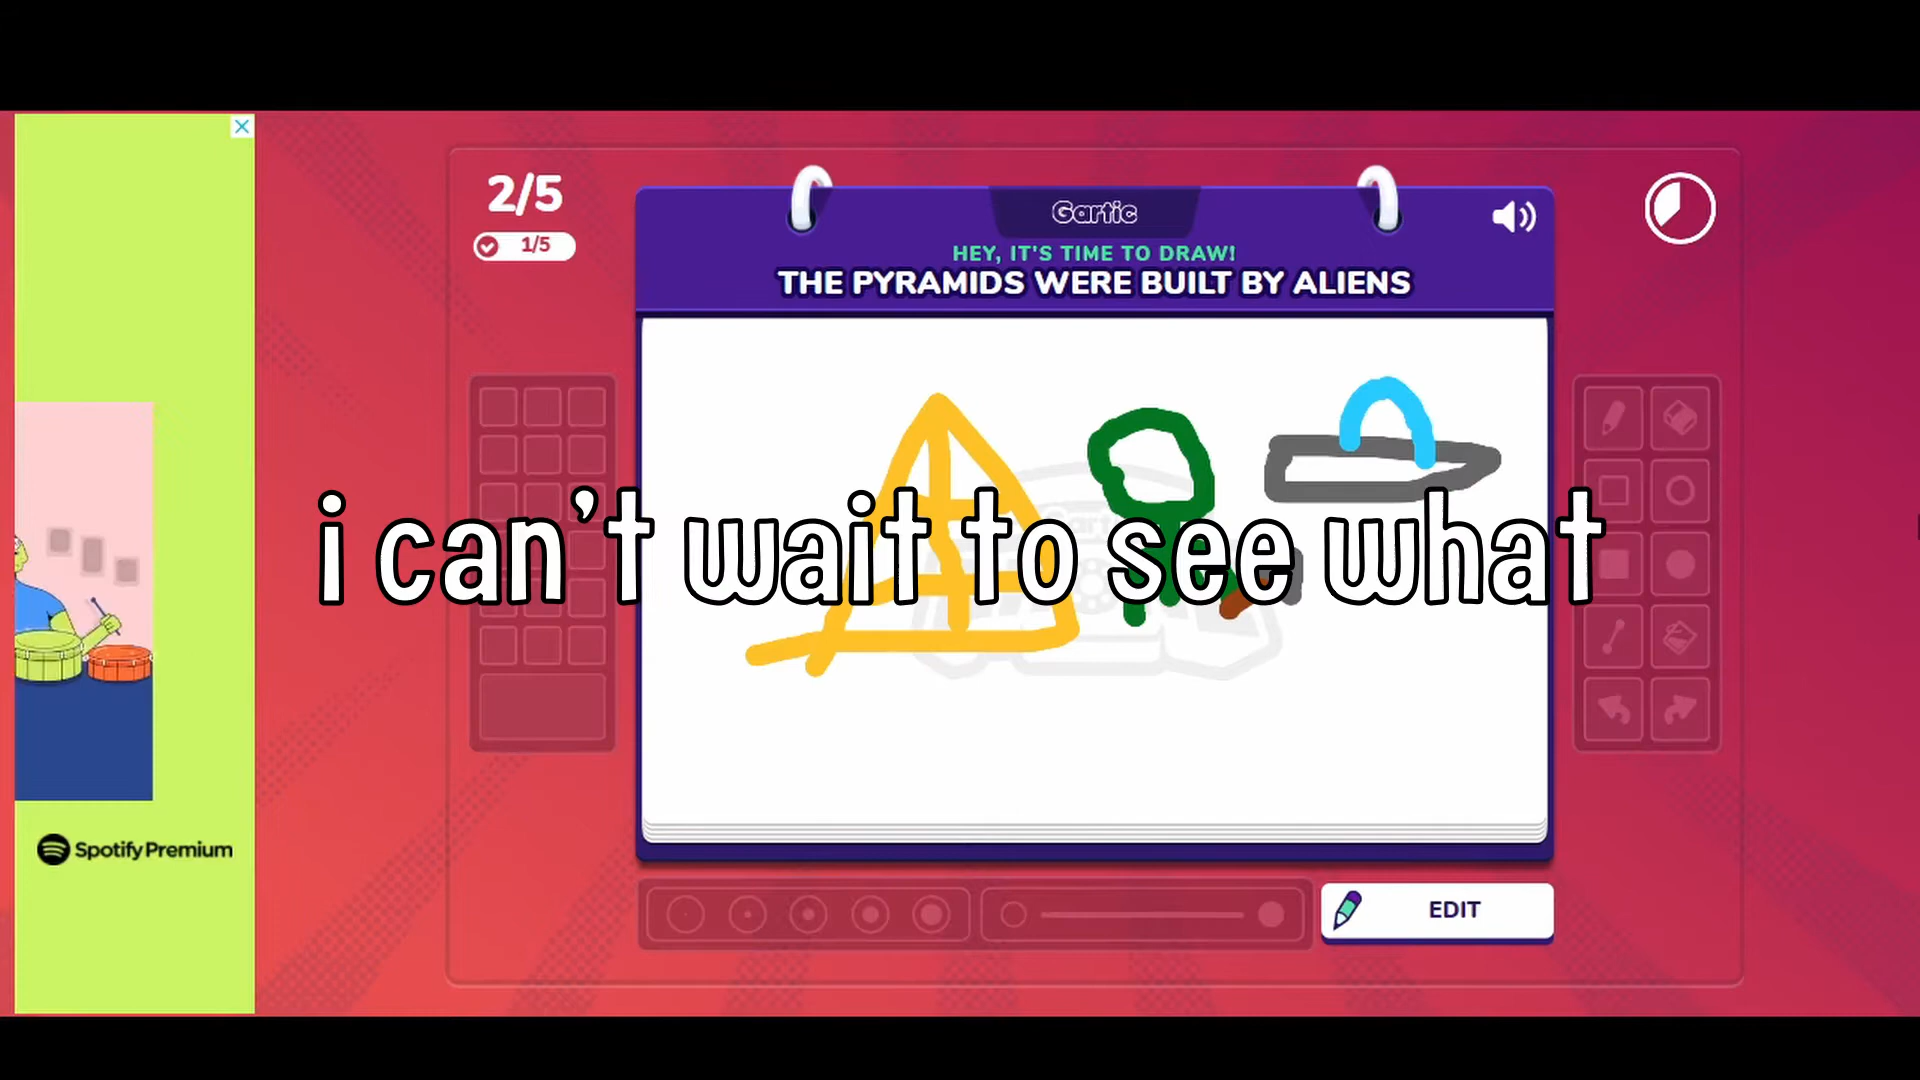 2/5
1/5
Gartic
HEY, IT'S TIME TO DRAW!
THE PYRAMIDS WERE BUILT BY ALIENS
i can't wait to see what
Spotify Premium
EDIT